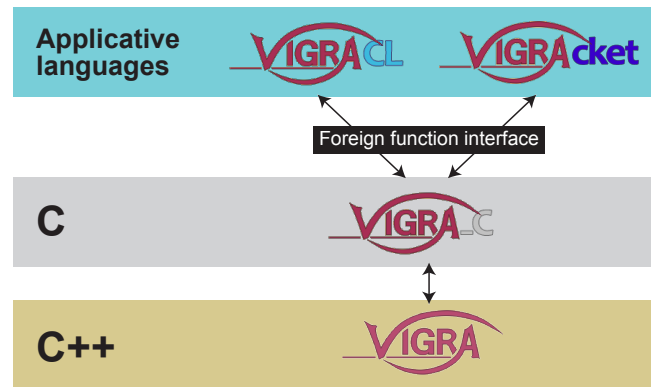 Applicative
languages
VIGRACL
VIGRAcket
Foreign function interface
C
VIGRA_C
C++
VIGRA